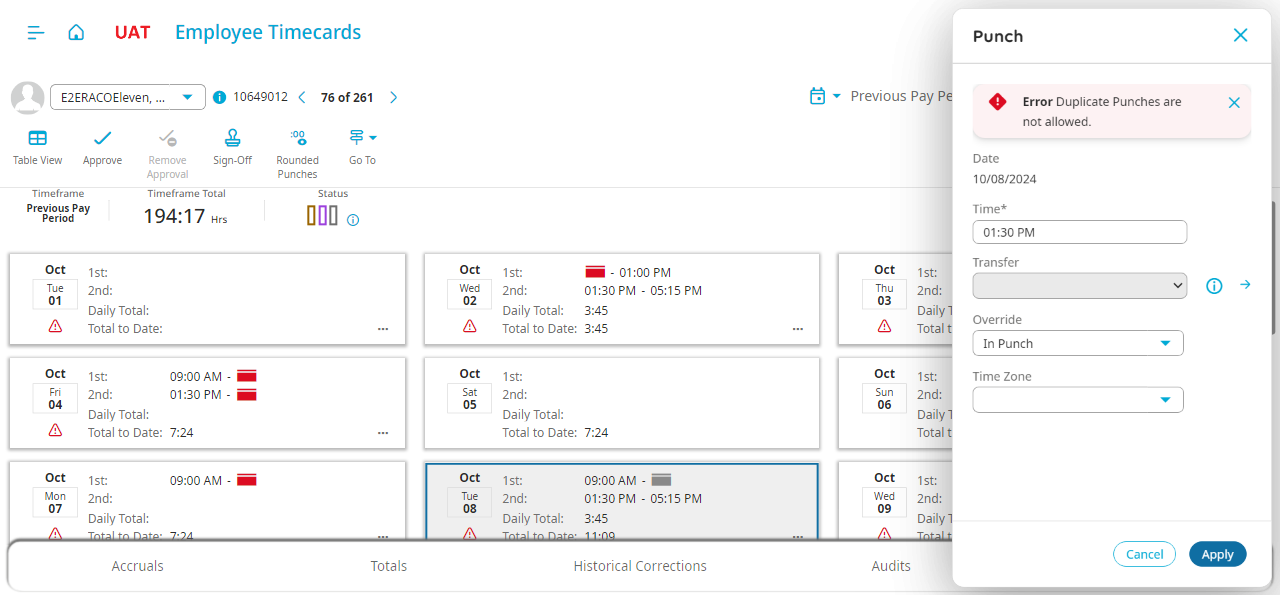 UAT Employee Timecards
E2ERACOEleven, ... 10649012 76 of 261 Previous Pay Pe
Table View Approve Remove Approval Sign-Off Rounded Punches Go To
Timeframe Timeframe Total Status
Previous Pay Period 194:17 Hrs
Oct Tue 01
1st:
2nd:
Daily Total:
Total to Date:
...
Oct Wed 02
1st: - 01:00 PM
2nd: 01:30 PM - 05:15 PM
Daily Total: 3:45
Total to Date: 3:45
...
Oct Thu 03
1st:
2nd:
Daily T
Total t
Oct Fri 04
1st: 09:00 AM -
2nd: 01:30 PM -
Daily Total:
Total to Date: 7:24
...
Oct Sat 05
1st:
2nd:
Daily Total:
Total to Date: 7:24
Oct Sun 06
1st:
2nd:
Daily T
Total t
Oct Mon 07
1st: 09:00 AM -
2nd:
Daily Total:
Total to Date: 7:24
...
Oct Tue 08
1st: 09:00 AM -
2nd: 01:30 PM - 05:15 PM
Daily Total: 3:45
Total to Date: 11:09
...
Oct Wed 09
1st:
2nd:
Daily T
Total t
Accruals Totals Historical Corrections Audits
Punch
Error Duplicate Punches are
not allowed.
Date
10/08/2024
Time*
01:30 PM
Transfer
Override
In Punch
Time Zone
Cancel Apply